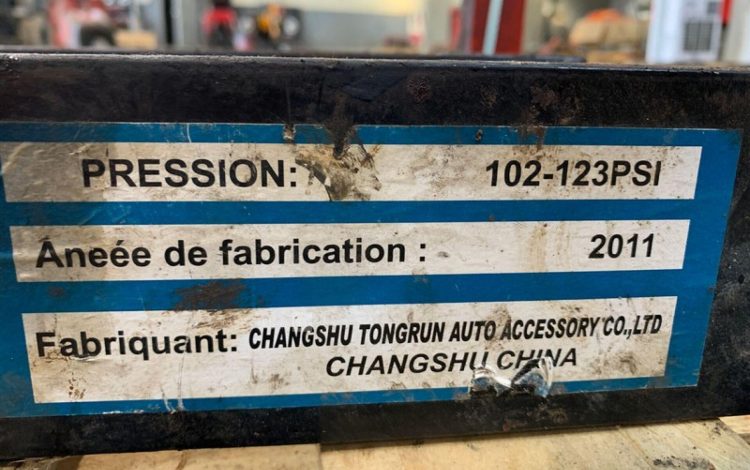 PRESSION: 102-123PSI
Aneée de fabrication : 2011
Fabriquant: CHANGSHU TONGRUN AUTO ACCESSORY CO.,LTD
CHANGSHU CHINA